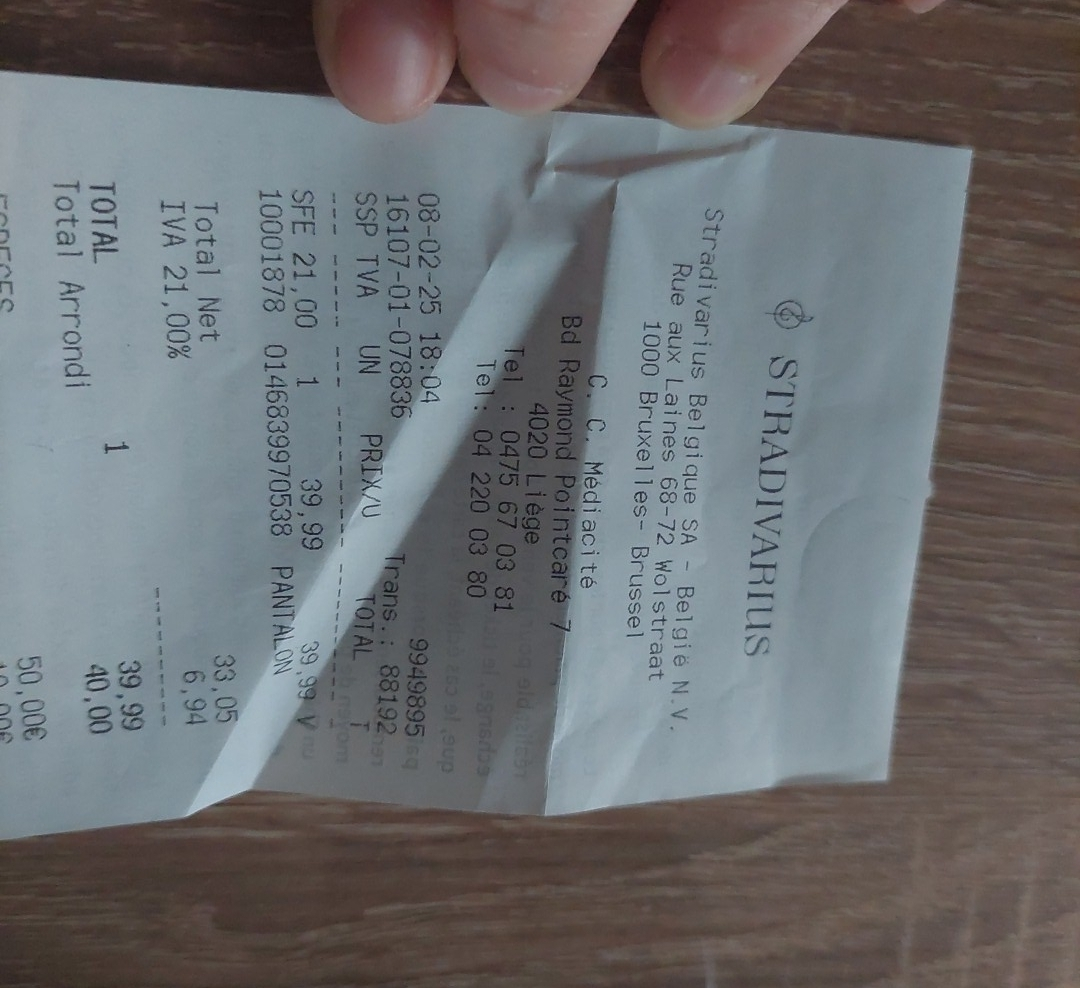 STRADIVARIUS
Stradivarius Belgique SA - België N.V.
Rue aux Laines 68-72 Wolstraat
1000 Bruxelles- Brussel
C. C. Médiacité
Bd Raymond Pointcaré 7
4020 Liège
Tel : 0475 67 03 81
Tel: 04 220 03 80
08-02-25 18:04 9949895
16107-01-078836 Trans.: 88192
SSP TVA UN PRIX/U TOTAL T
SFE 21,00 1 39,99 39,99 V
10001878 01468399970538 PANTALON
Total Net 33,05
IVA 21,00% 6,94
TOTAL 1 39,99
Total Arrondi 40,00
ESPECES 50,00€